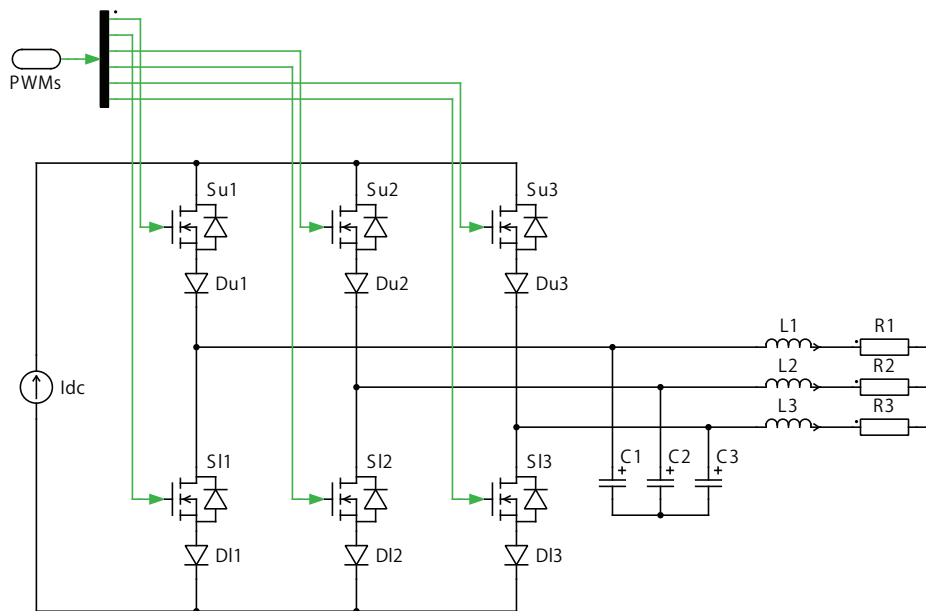 PWMs
Su1
Su2
Su3
Du1
Du2
Du3
L1
R1
L2
R2
L3
R3
Idc
C1
C2
C3
Sl1
Sl2
Sl3
Dl1
Dl2
Dl3